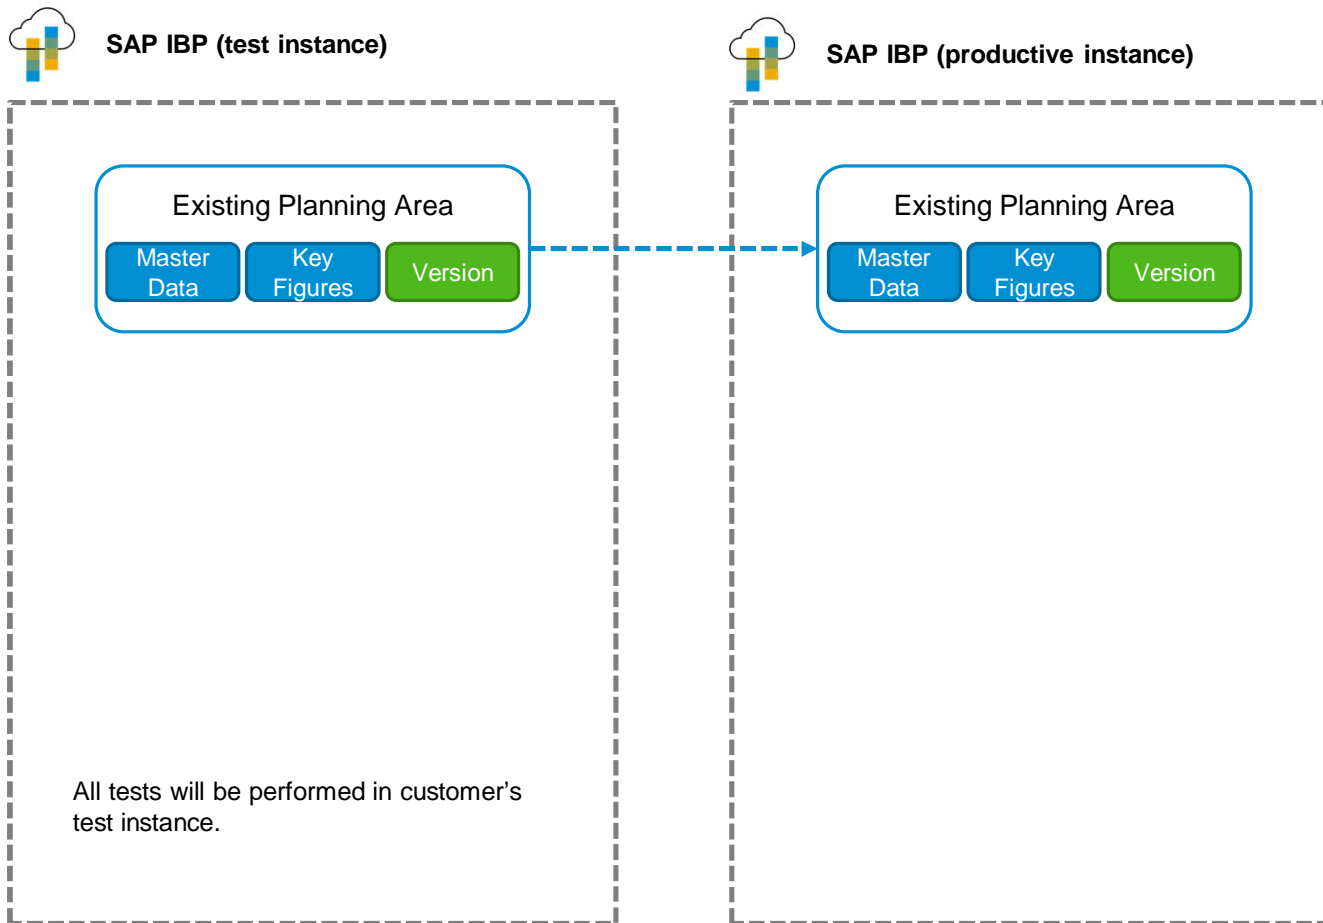 SAP IBP (test instance)
SAP IBP (productive instance)
Existing Planning Area
Master
Data
Key
Figures
Version
Existing Planning Area
Master
Data
Key
Figures
Version
All tests will be performed in customer’s
test instance.